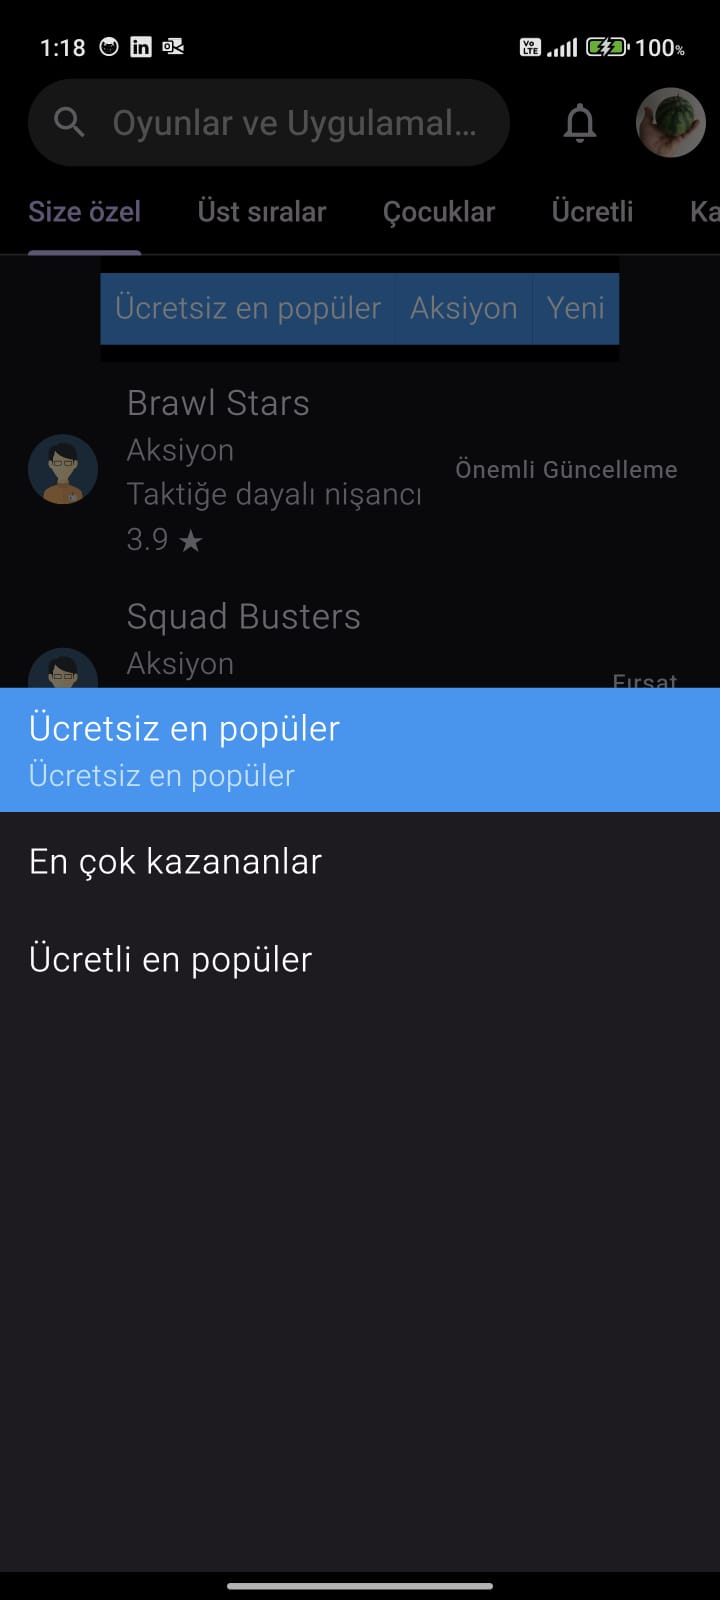 1:18
Vo LTE
100%
Oyunlar ve Uygulamal...
Size özel Üst sıralar Çocuklar Ücretli Ka
Ücretsiz en popüler Aksiyon Yeni
Brawl Stars
Aksiyon
Önemli Güncelleme
Taktiğe dayalı nişancı
3.9 ★
Squad Busters
Aksiyon
Fırsat
Ücretsiz en popüler
Ücretsiz en popüler
En çok kazananlar
Ücretli en popüler